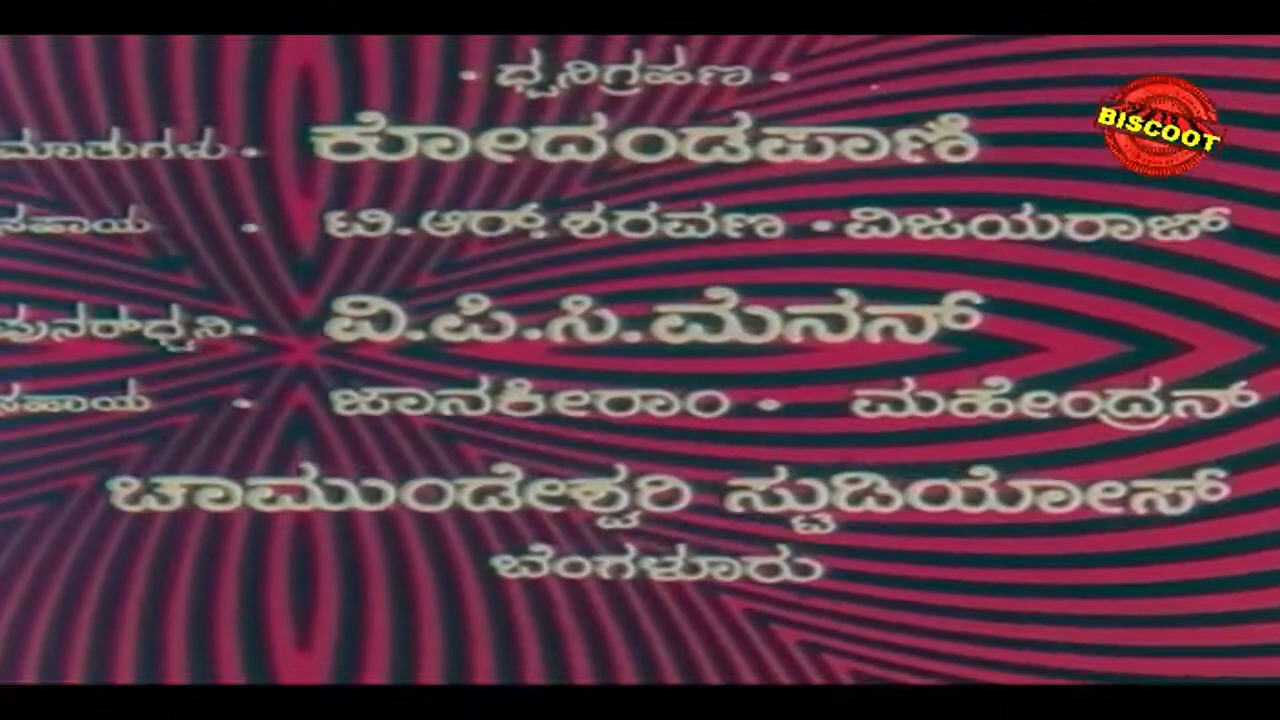 • ಧ್ವನಿಗ್ರಹಣ •
BISCOOT
ಮಾತುಗಳು • ಕೋದಂಡಪಾಣಿ
ಸಹಾಯ • ಟಿ.ಆರ್.ಶರವಣ • ವಿಜಯರಾಜ್
ಪುನರಾಧ್ವನಿ • ವಿ.ಪಿ.ಸಿ.ಮೆನನ್
ಸಹಾಯ • ಜಾನಕೀರಾಂ • ಮಹೇಂದ್ರನ್
ಚಾಮುಂಡೇಶ್ವರಿ ಸ್ಟುಡಿಯೋಸ್
ಬೆಂಗಳೂರು